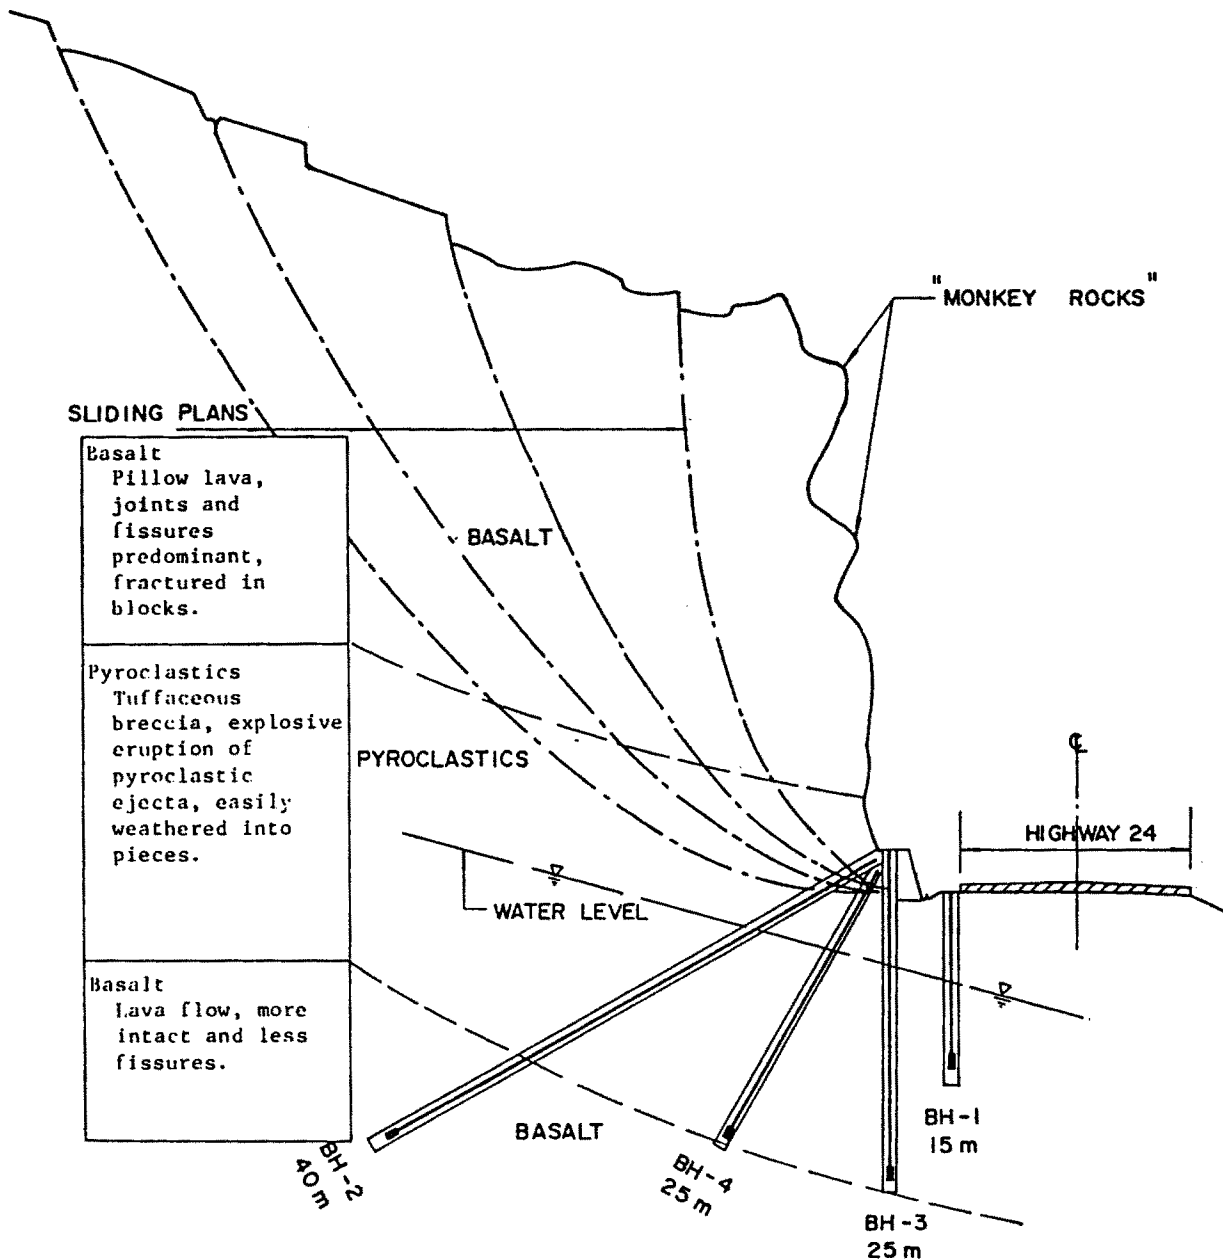 "MONKEY ROCKS"
SLIDING PLANS
Basalt
Pillow lava,
joints and
fissures
predominant,
fractured in
blocks.
BASALT
Pyroclastics
Tuffaceous
breccia, explosive
eruption of
pyroclastic
ejecta, easily
weathered into
pieces.
PYROCLASTICS
℄
HIGHWAY 24
WATER LEVEL
Basalt
Lava flow, more
intact and less
fissures.
BASALT
BH-2
40 m
BH-4
25 m
BH-3
25 m
BH-1
15 m